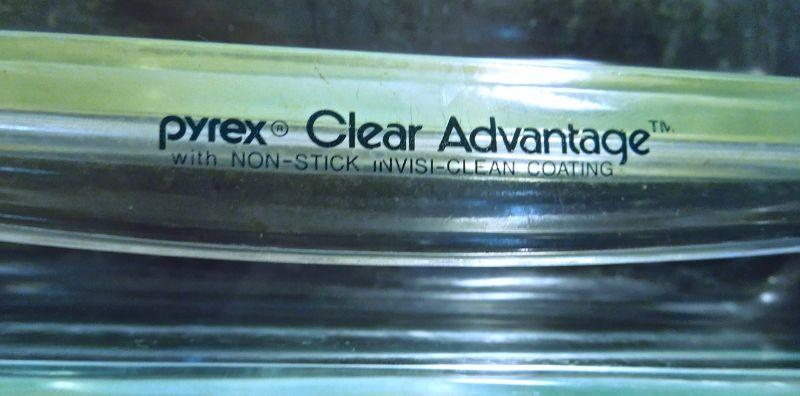 pyrex® Clear Advantage™
with NON-STICK INVISI-CLEAN COATING